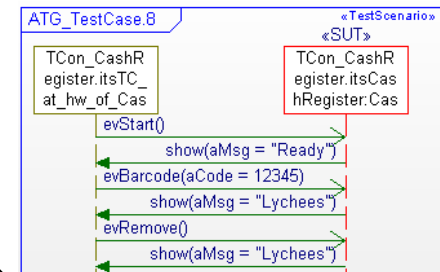 ATG_TestCase.8
«TestScenario»
«SUT»
TCon_CashR
egister.itsTC_
at_hw_of_Cas
TCon_CashR
egister.itsCas
hRegister:Cas
evStart()
show(aMsg = "Ready")
evBarcode(aCode = 12345)
show(aMsg = "Lychees")
evRemove()
show(aMsg = "Lychees")